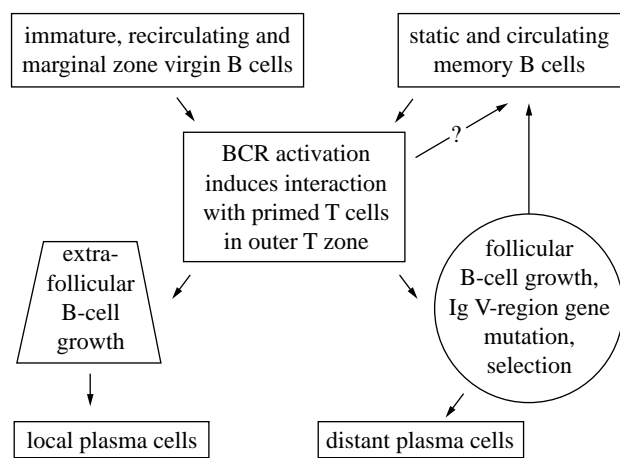 immature, recirculating and
marginal zone virgin B cells
static and circulating
memory B cells
?
BCR activation
induces interaction
with primed T cells
in outer T zone
extra-
follicular
B-cell
growth
follicular
B-cell growth,
Ig V-region gene
mutation,
selection
local plasma cells
distant plasma cells